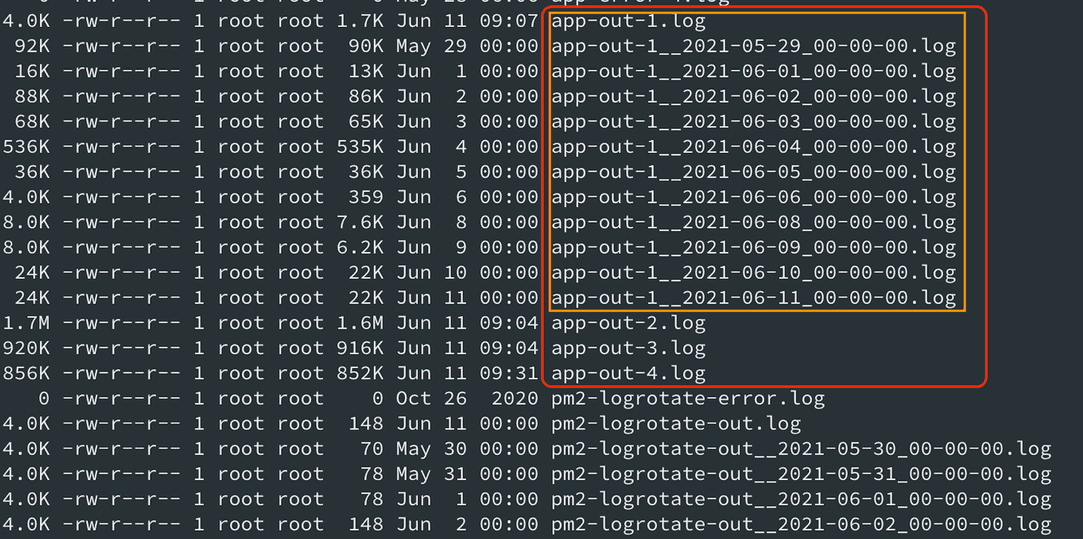 4.0K -rw-r--r-- 1 root root 1.7K Jun 11 09:07 app-out-1.log
92K -rw-r--r-- 1 root root 90K May 29 00:00 app-out-1__2021-05-29_00-00-00.log
16K -rw-r--r-- 1 root root 13K Jun 1 00:00 app-out-1__2021-06-01_00-00-00.log
88K -rw-r--r-- 1 root root 86K Jun 2 00:00 app-out-1__2021-06-02_00-00-00.log
68K -rw-r--r-- 1 root root 65K Jun 3 00:00 app-out-1__2021-06-03_00-00-00.log
536K -rw-r--r-- 1 root root 535K Jun 4 00:00 app-out-1__2021-06-04_00-00-00.log
36K -rw-r--r-- 1 root root 36K Jun 5 00:00 app-out-1__2021-06-05_00-00-00.log
4.0K -rw-r--r-- 1 root root 359 Jun 6 00:00 app-out-1__2021-06-06_00-00-00.log
8.0K -rw-r--r-- 1 root root 7.6K Jun 8 00:00 app-out-1__2021-06-08_00-00-00.log
8.0K -rw-r--r-- 1 root root 6.2K Jun 9 00:00 app-out-1__2021-06-09_00-00-00.log
24K -rw-r--r-- 1 root root 22K Jun 10 00:00 app-out-1__2021-06-10_00-00-00.log
24K -rw-r--r-- 1 root root 22K Jun 11 00:00 app-out-1__2021-06-11_00-00-00.log
1.7M -rw-r--r-- 1 root root 1.6M Jun 11 09:04 app-out-2.log
920K -rw-r--r-- 1 root root 916K Jun 11 09:04 app-out-3.log
856K -rw-r--r-- 1 root root 852K Jun 11 09:31 app-out-4.log
0 -rw-r--r-- 1 root root 0 Oct 26 2020 pm2-logrotate-error.log
4.0K -rw-r--r-- 1 root root 148 Jun 11 00:00 pm2-logrotate-out.log
4.0K -rw-r--r-- 1 root root 70 May 30 00:00 pm2-logrotate-out__2021-05-30_00-00-00.log
4.0K -rw-r--r-- 1 root root 78 May 31 00:00 pm2-logrotate-out__2021-05-31_00-00-00.log
4.0K -rw-r--r-- 1 root root 78 Jun 1 00:00 pm2-logrotate-out__2021-06-01_00-00-00.log
4.0K -rw-r--r-- 1 root root 148 Jun 2 00:00 pm2-logrotate-out__2021-06-02_00-00-00.log